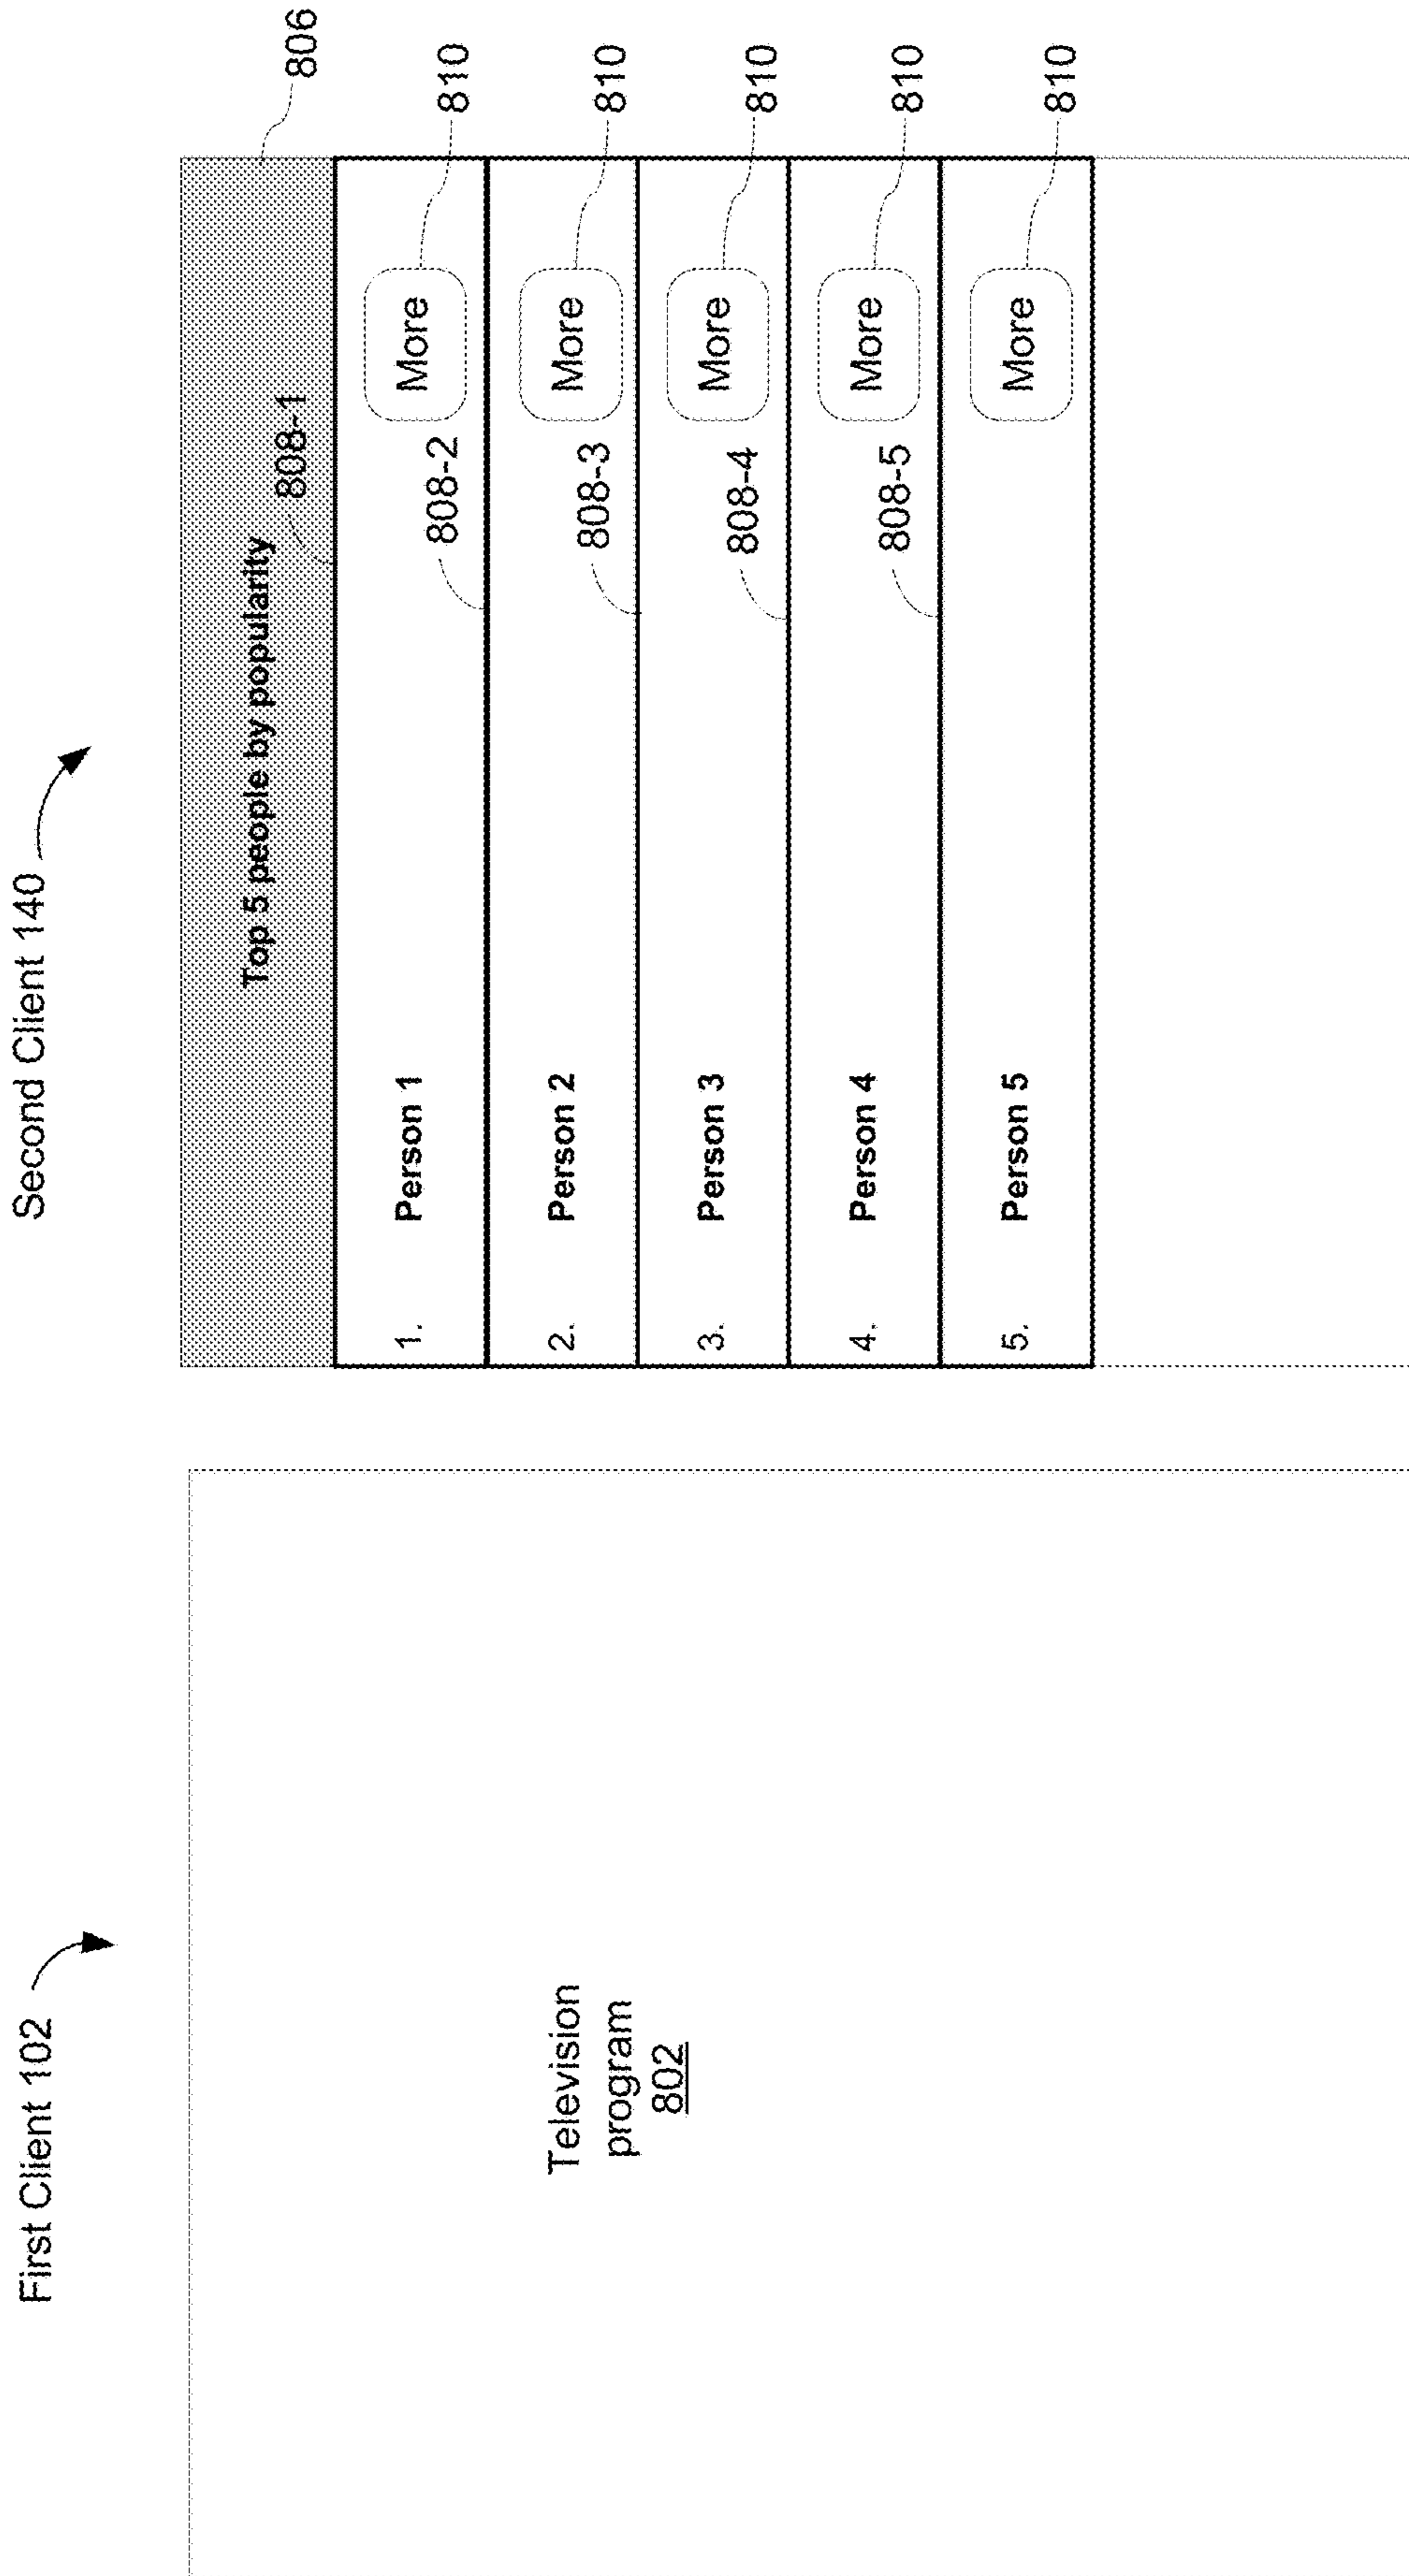 First Client 102
Television
program
802
Second Client 140
806
Top 5 people by popularity
808-1
1. Person 1 More 810
808-2
2. Person 2 More 810
808-3
3. Person 3 More 810
808-4
4. Person 4 More 810
808-5
5. Person 5 More 810